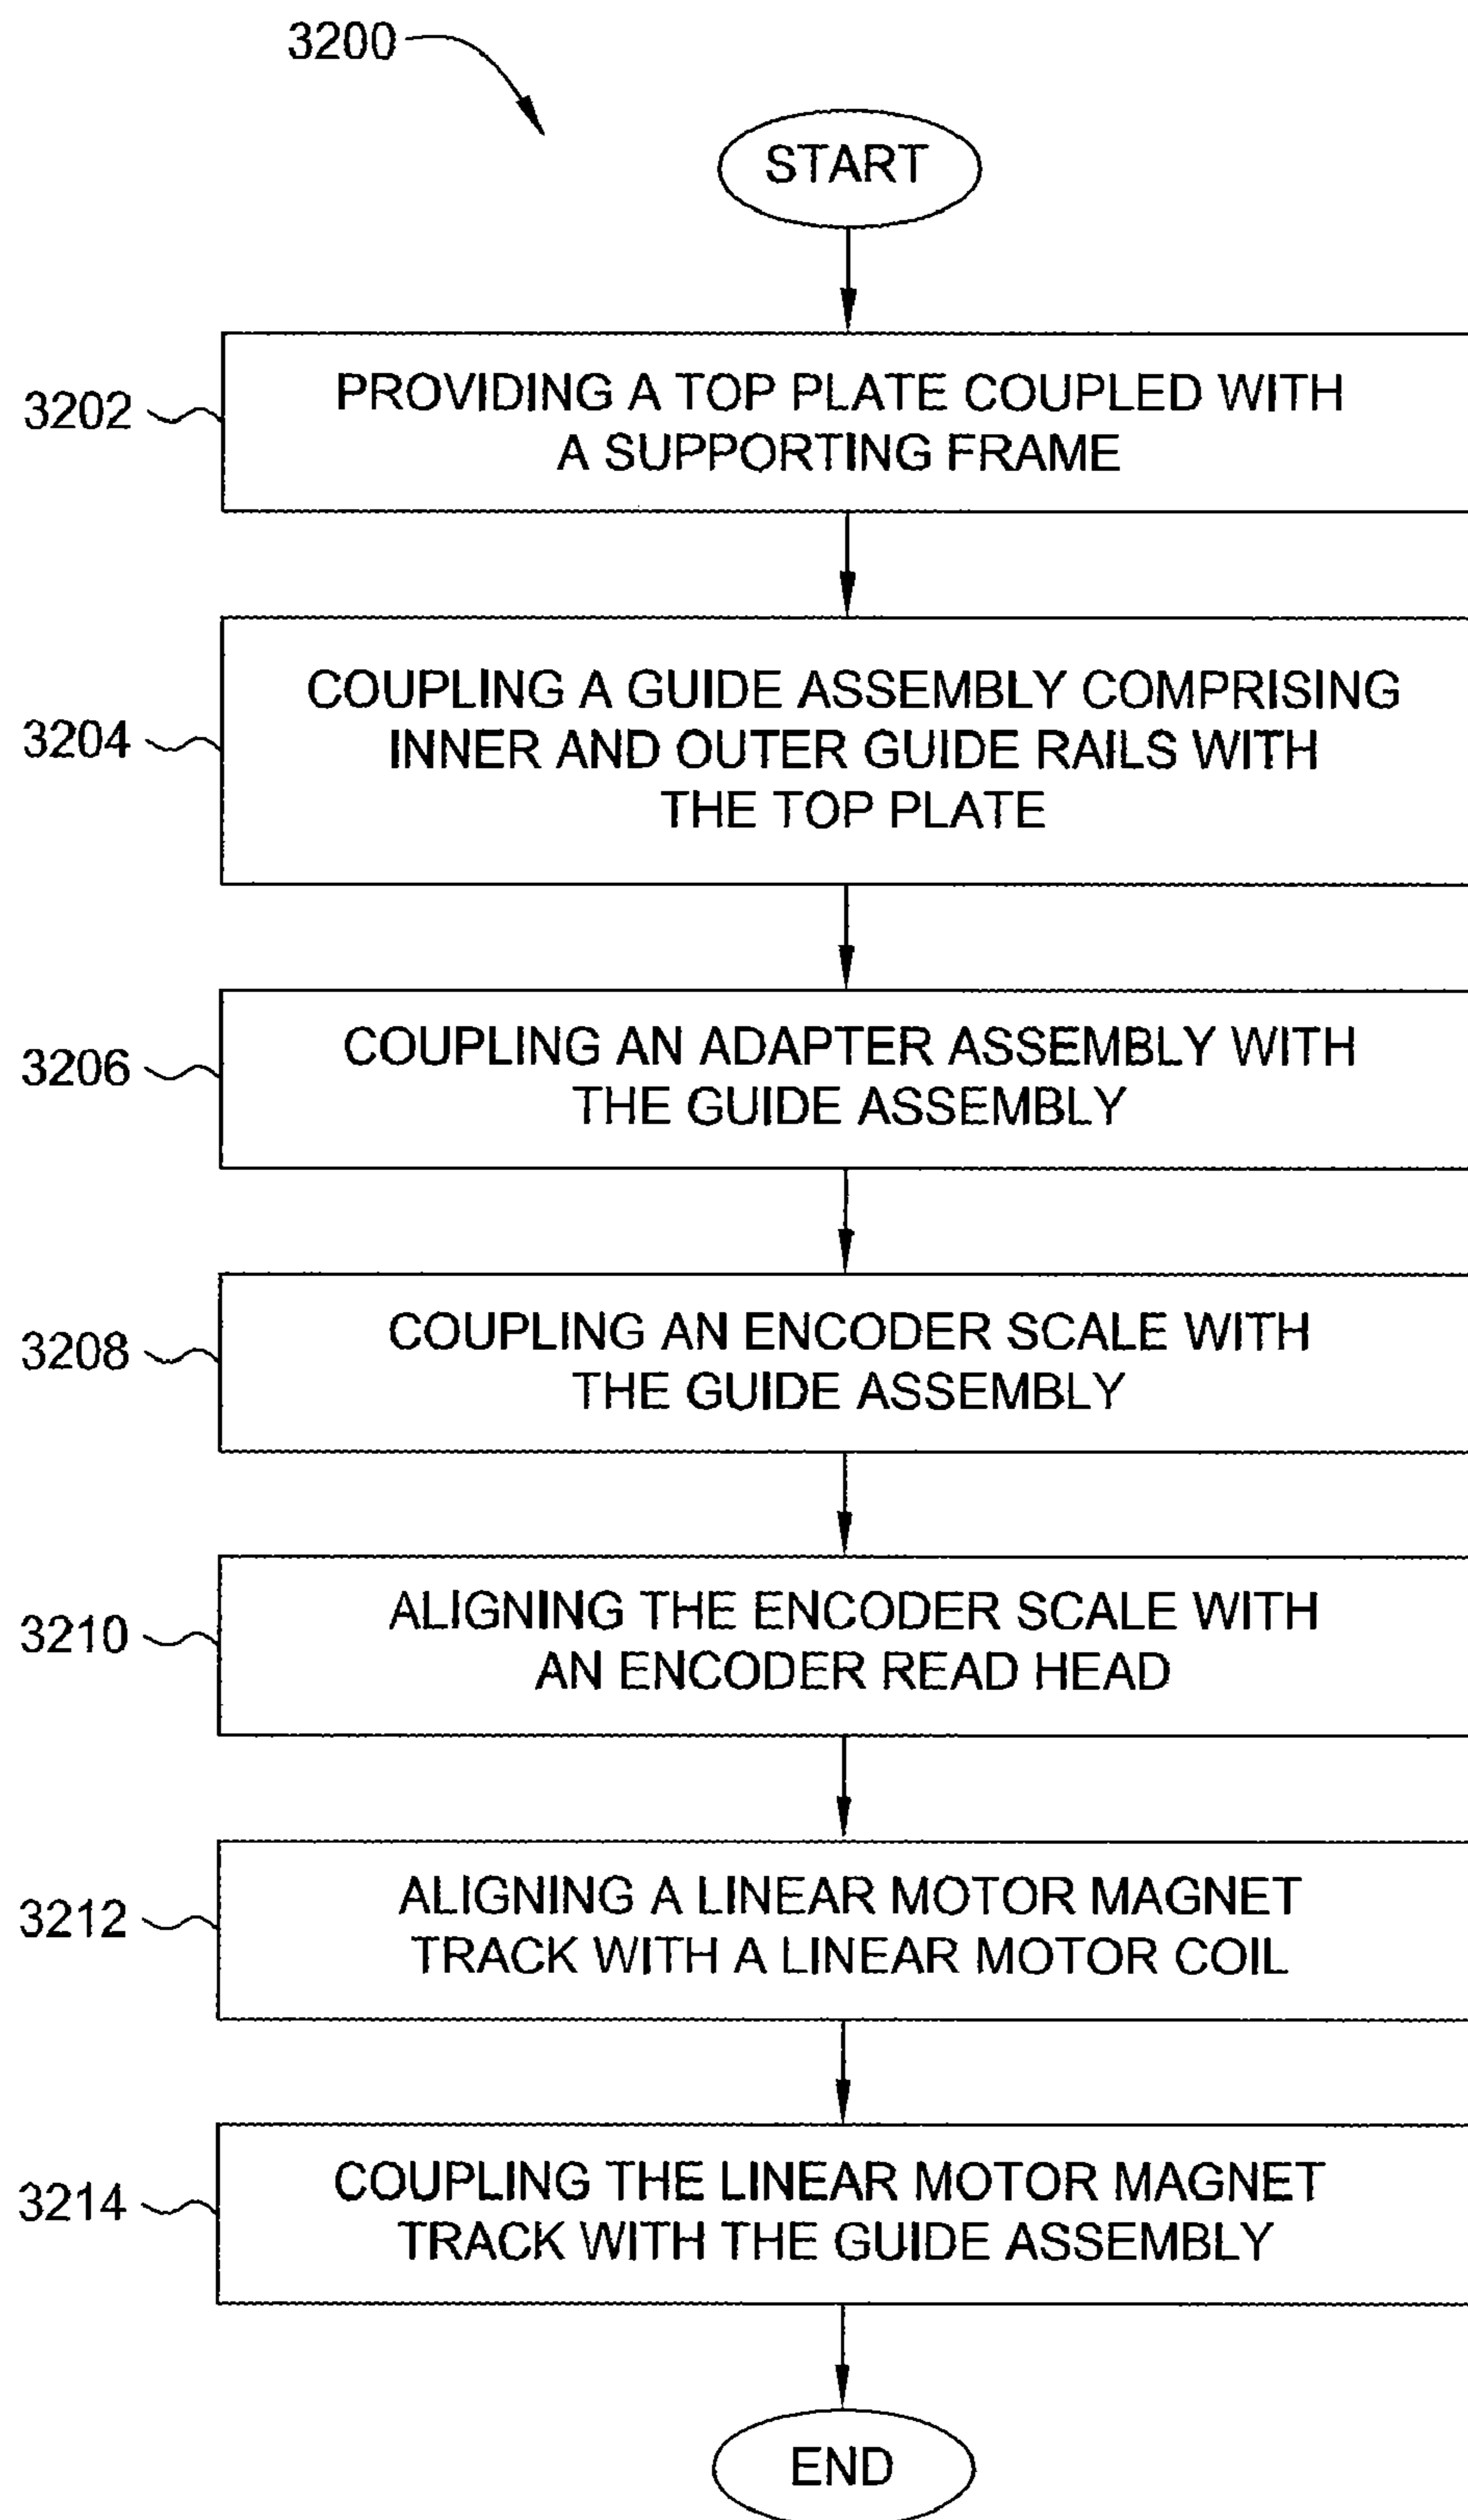 3200
START
3202
PROVIDING A TOP PLATE COUPLED WITH
A SUPPORTING FRAME
3204
COUPLING A GUIDE ASSEMBLY COMPRISING
INNER AND OUTER GUIDE RAILS WITH
THE TOP PLATE
3206
COUPLING AN ADAPTER ASSEMBLY WITH
THE GUIDE ASSEMBLY
3208
COUPLING AN ENCODER SCALE WITH
THE GUIDE ASSEMBLY
3210
ALIGNING THE ENCODER SCALE WITH
AN ENCODER READ HEAD
3212
ALIGNING A LINEAR MOTOR MAGNET
TRACK WITH A LINEAR MOTOR COIL
3214
COUPLING THE LINEAR MOTOR MAGNET
TRACK WITH THE GUIDE ASSEMBLY
END